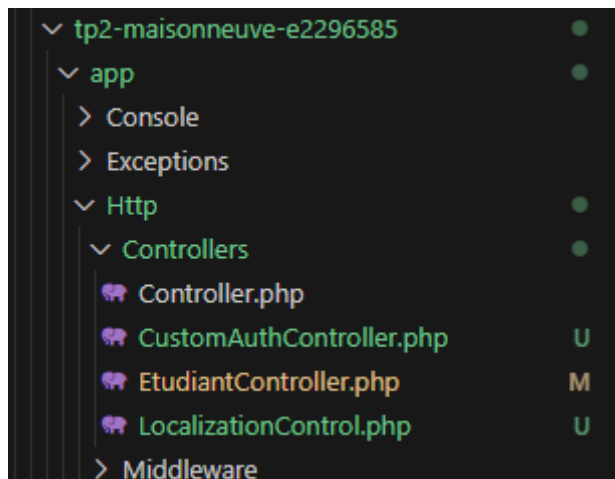 tp2-maisonneuve-e2296585
app
Console
Exceptions
Http
Controllers
Controller.php
CustomAuthController.php U
EtudiantController.php M
LocalizationControl.php U
Middleware